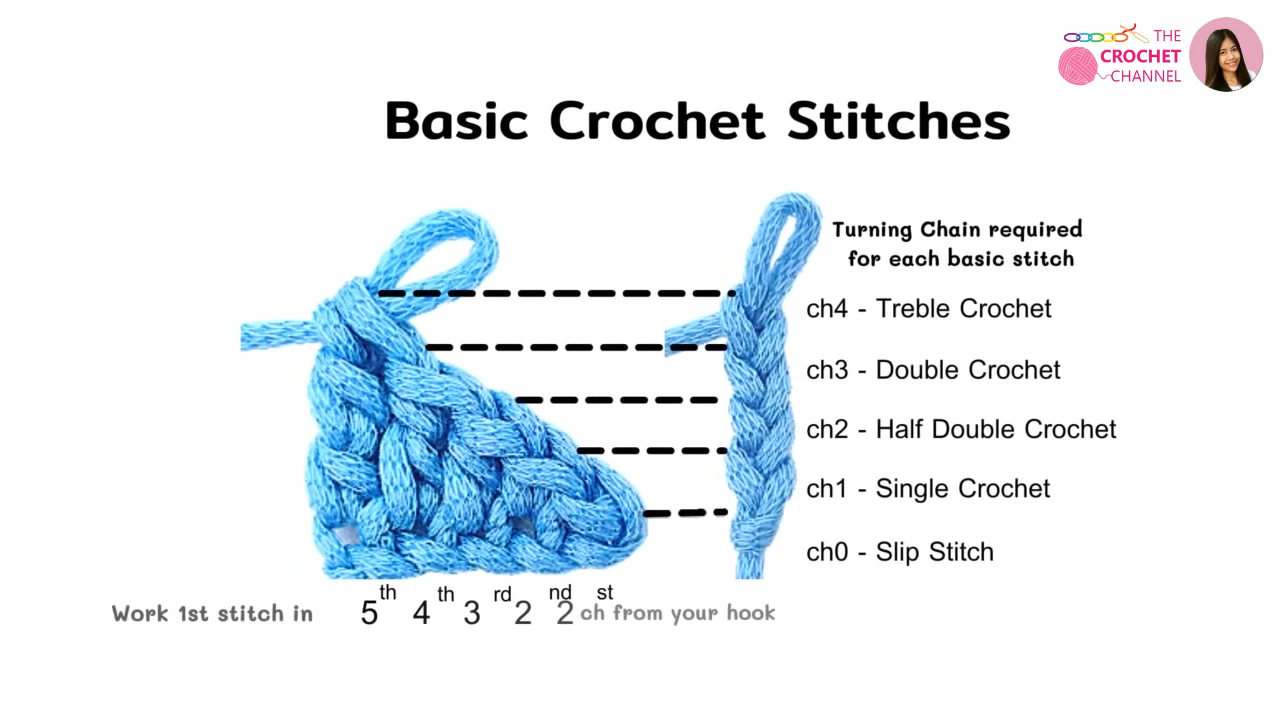 THE
CROCHET
CHANNEL
Basic Crochet Stitches
Turning Chain required
for each basic stitch
ch4 - Treble Crochet
ch3 - Double Crochet
ch2 - Half Double Crochet
ch1 - Single Crochet
ch0 - Slip Stitch
Work 1st stitch in 5th 4th 3rd 2nd 2st ch from your hook